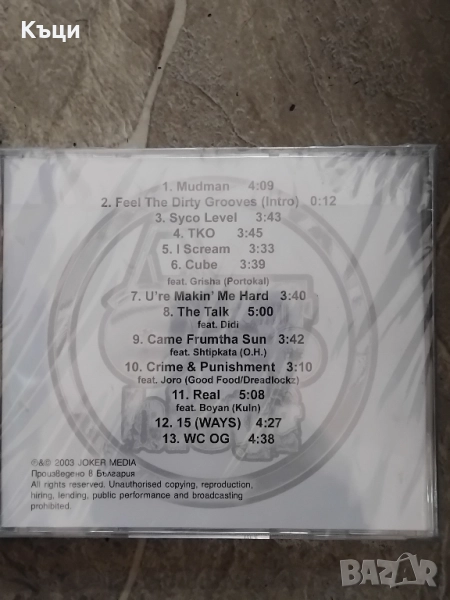 Къци
1. Mudman 4:09
2. Feel The Dirty Grooves (Intro) 0:12
3. Syco Level 3:43
4. TKO 3:45
5. I Scream 3:33
6. Cube 3:39
feat. Grisha (Portokal)
7. U're Makin' Me Hard 3:40
8. The Talk 5:00
feat. Didi
9. Came Frumtha Sun 3:42
feat. Shtipkata (O.H.)
10. Crime & Punishment 3:10
feat. Joro (Good Food/Dreadlockz)
11. Real 5:08
feat. Boyan (Kuln)
12. 15 (WAYS) 4:27
13. WC OG 4:38
℗&© 2003 JOKER MEDIA
Произведено в България
All rights reserved. Unauthorised copying, reproduction,
hiring, lending, public performance and broadcasting
prohibited.
BAZAR